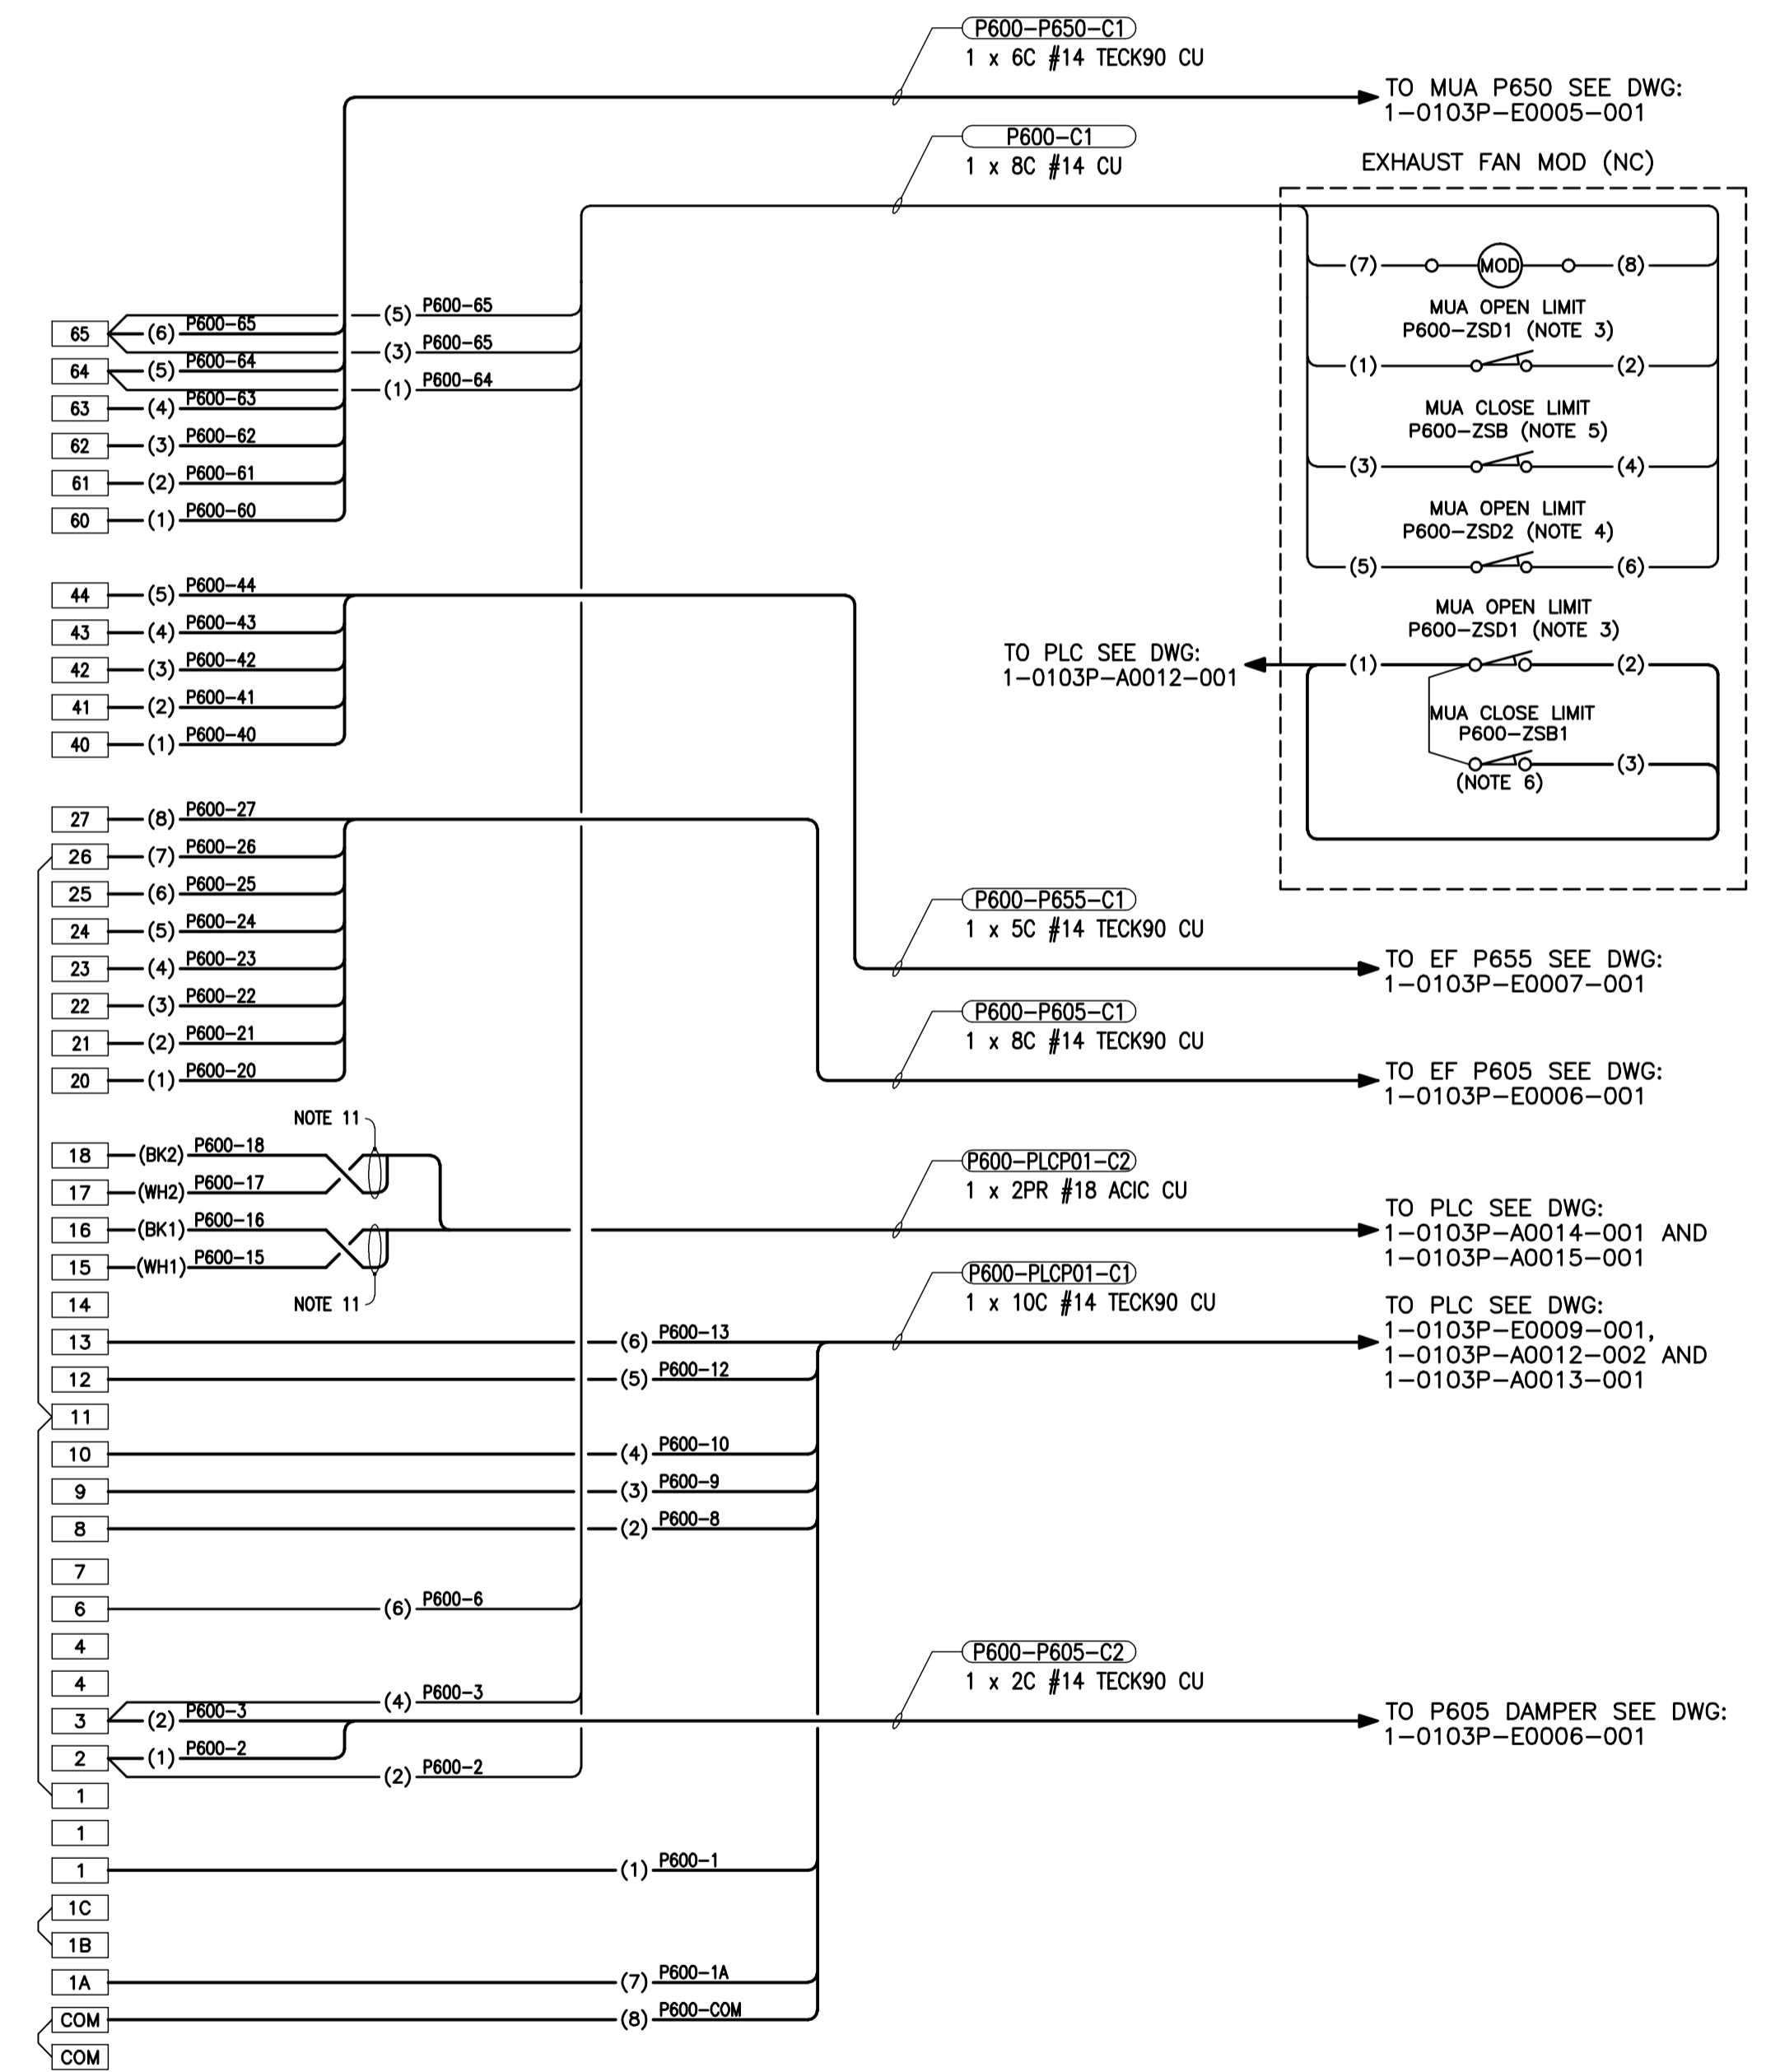 P600-P650-C1
1 x 6C #14 TECK90 CU
TO MUA P650 SEE DWG:
1-0103P-E0005-001
P600-C1
1 x 8C #14 CU
EXHAUST FAN MOD (NC)
(7) MOD (8)
MUA OPEN LIMIT
P600-ZSD1 (NOTE 3)
(1) (2)
MUA CLOSE LIMIT
P600-ZSB (NOTE 5)
(3) (4)
MUA OPEN LIMIT
P600-ZSD2 (NOTE 4)
(5) (6)
MUA OPEN LIMIT
P600-ZSD1 (NOTE 3)
(1) (2)
MUA CLOSE LIMIT
P600-ZSB1
(3)
(NOTE 6)
TO PLC SEE DWG:
1-0103P-A0012-001
(5) P600-65
65 (6) P600-65
(3) P600-65
64 (5) P600-64
(1) P600-64
63 (4) P600-63
62 (3) P600-62
61 (2) P600-61
60 (1) P600-60
44 (5) P600-44
43 (4) P600-43
42 (3) P600-42
41 (2) P600-41
40 (1) P600-40
27 (8) P600-27
26 (7) P600-26
25 (6) P600-25
24 (5) P600-24
23 (4) P600-23
22 (3) P600-22
21 (2) P600-21
20 (1) P600-20
P600-P655-C1
1 x 5C #14 TECK90 CU
TO EF P655 SEE DWG:
1-0103P-E0007-001
P600-P605-C1
1 x 8C #14 TECK90 CU
TO EF P605 SEE DWG:
1-0103P-E0006-001
NOTE 11
18 (BK2) P600-18
17 (WH2) P600-17
16 (BK1) P600-16
15 (WH1) P600-15
NOTE 11
P600-PLCP01-C2
1 x 2PR #18 ACIC CU
TO PLC SEE DWG:
1-0103P-A0014-001 AND
1-0103P-A0015-001
P600-PLCP01-C1
1 x 10C #14 TECK90 CU
TO PLC SEE DWG:
1-0103P-E0009-001,
1-0103P-A0012-002 AND
1-0103P-A0013-001
14
13 (6) P600-13
12 (5) P600-12
11
10 (4) P600-10
9 (3) P600-9
8 (2) P600-8
7
6 (6) P600-6
4
4
P600-P605-C2
1 x 2C #14 TECK90 CU
TO P605 DAMPER SEE DWG:
1-0103P-E0006-001
(4) P600-3
3 (2) P600-3
2 (1) P600-2
(2) P600-2
1
1
1 (1) P600-1
1C
1B
1A (7) P600-1A
COM (8) P600-COM
COM